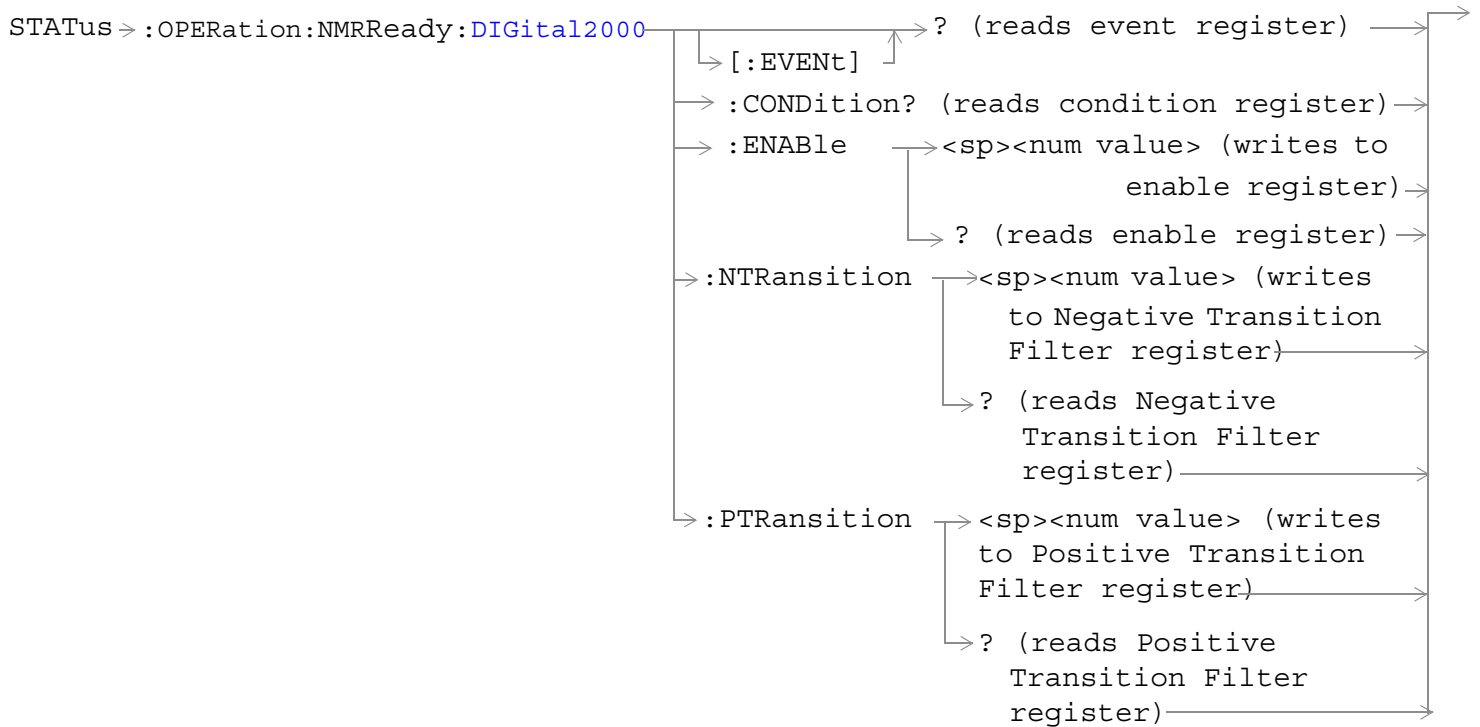 STATus :OPERation:NMRReady:DIGital2000 ? (reads event register)
[:EVENt]
:CONDition? (reads condition register)
:ENABle <sp><num value> (writes to
enable register)
? (reads enable register)
:NTRansition <sp><num value> (writes
to Negative Transition
Filter register)
? (reads Negative
Transition Filter
register)
:PTRansition <sp><num value> (writes
to Positive Transition
Filter register)
? (reads Positive
Transition Filter
register)